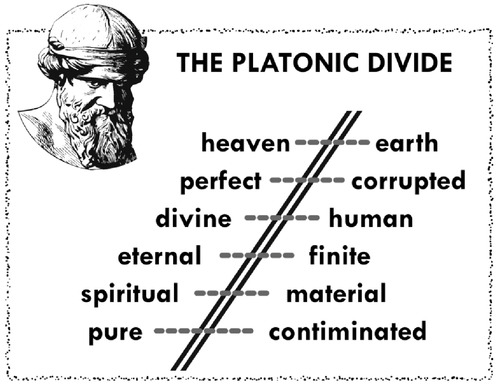 THE PLATONIC DIVIDE
heaven earth
perfect corrupted
divine human
eternal finite
spiritual material
pure contiminated